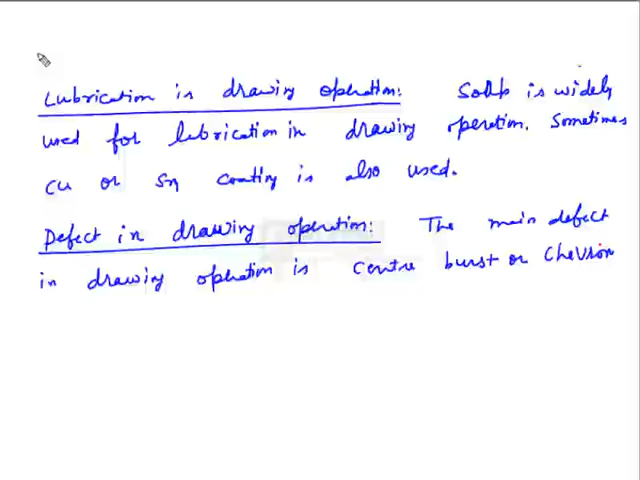 Lubrication is drawing operation: Soap is widely
used for lubrication in drawing operation. Sometimes
Cu or Sn coating is also used.
Defect in drawing operation: The main defect
in drawing operation is centre burst or Chevron